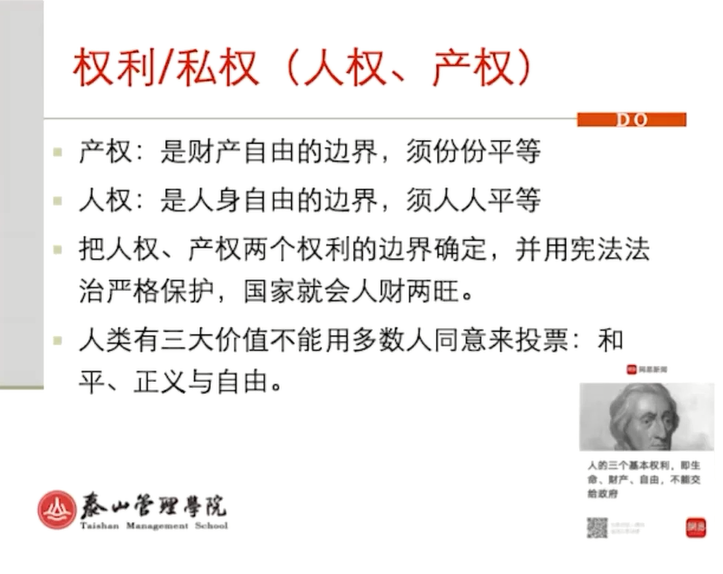 权利/私权（人权、产权）
DO
产权：是财产自由的边界，须份份平等
人权：是人身自由的边界，须人人平等
把人权、产权两个权利的边界确定，并用宪法法
治严格保护，国家就会人财两旺。
人类有三大价值不能用多数人同意来投票：和
平、正义与自由。
网易新闻
人的三个基本权利，即生
命、财产、自由，不能交
给政府
泰山管理學院
Taishan Management School